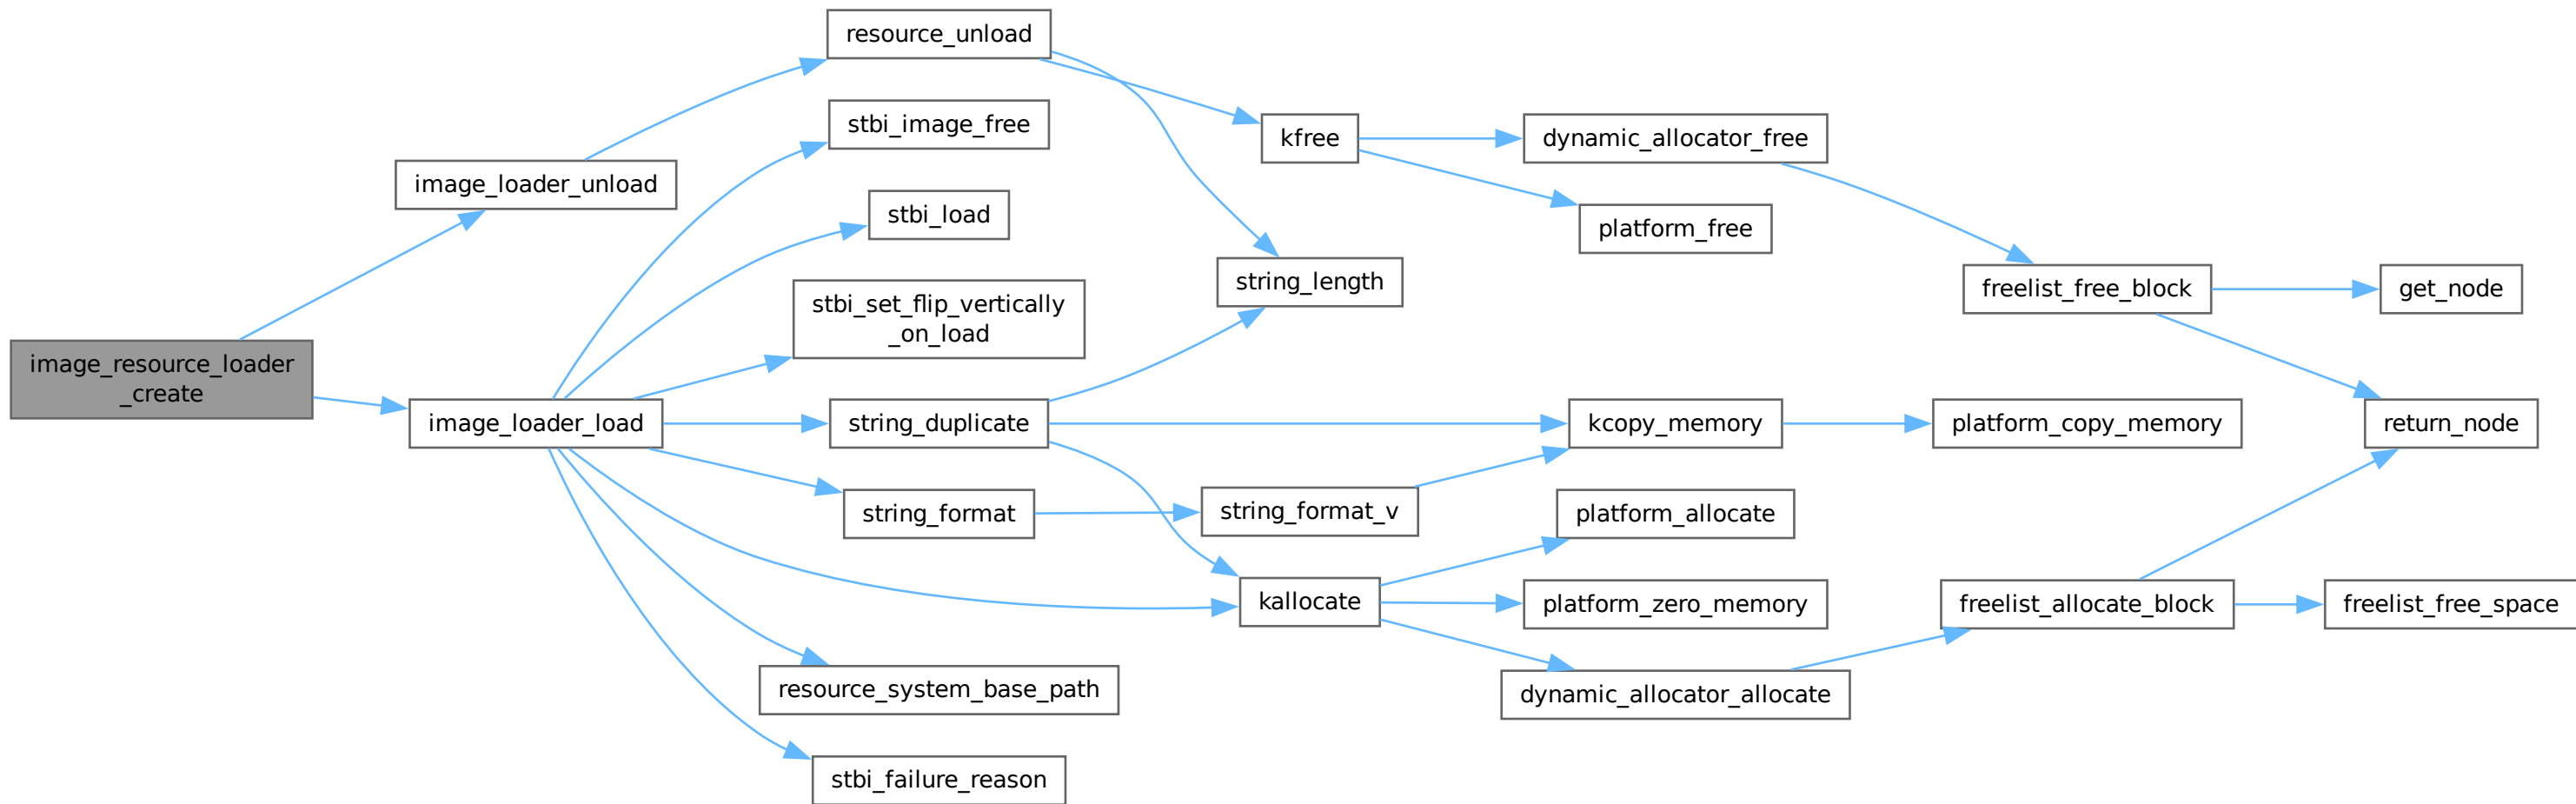 image_resource_loader
_create
image_loader_unload
image_loader_load
resource_unload
stbi_image_free
stbi_load
stbi_set_flip_vertically
_on_load
string_duplicate
string_format
resource_system_base_path
stbi_failure_reason
kfree
string_length
string_format_v
kallocate
dynamic_allocator_free
platform_free
kcopy_memory
platform_allocate
platform_zero_memory
dynamic_allocator_allocate
freelist_free_block
platform_copy_memory
freelist_allocate_block
get_node
return_node
freelist_free_space